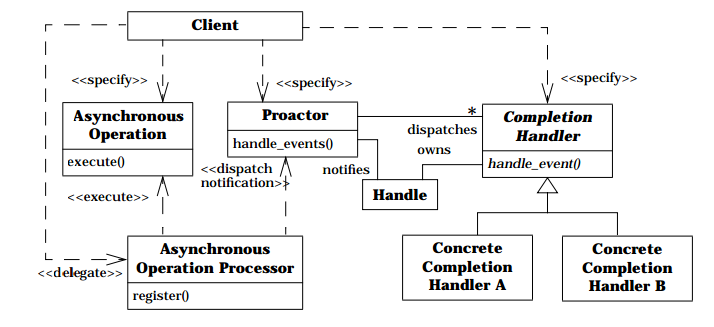 Client
<<specify>>
<<specify>>
<<specify>>
Asynchronous
Operation
execute()
Proactor
handle_events()
*
dispatches
owns
Completion
Handler
handle_event()
<<dispatch
notification>>
notifies
Handle
<<execute>>
Asynchronous
Operation Processor
register()
<<delegate>>
Concrete
Completion
Handler A
Concrete
Completion
Handler B